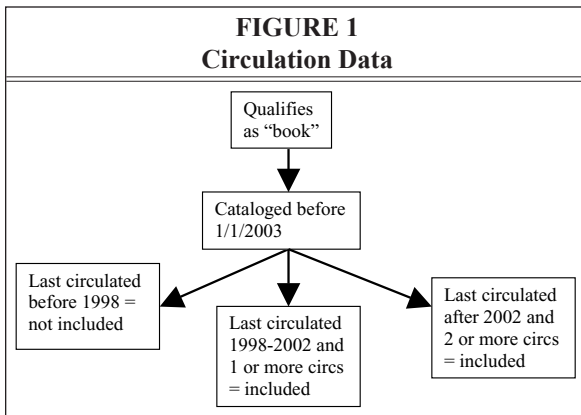 FIGURE 1
Circulation Data
Qualifies
as “book”
Cataloged before
1/1/2003
Last circulated
before 1998 =
not included
Last circulated
1998-2002 and
1 or more circs
= included
Last circulated
after 2002 and
2 or more circs
= included